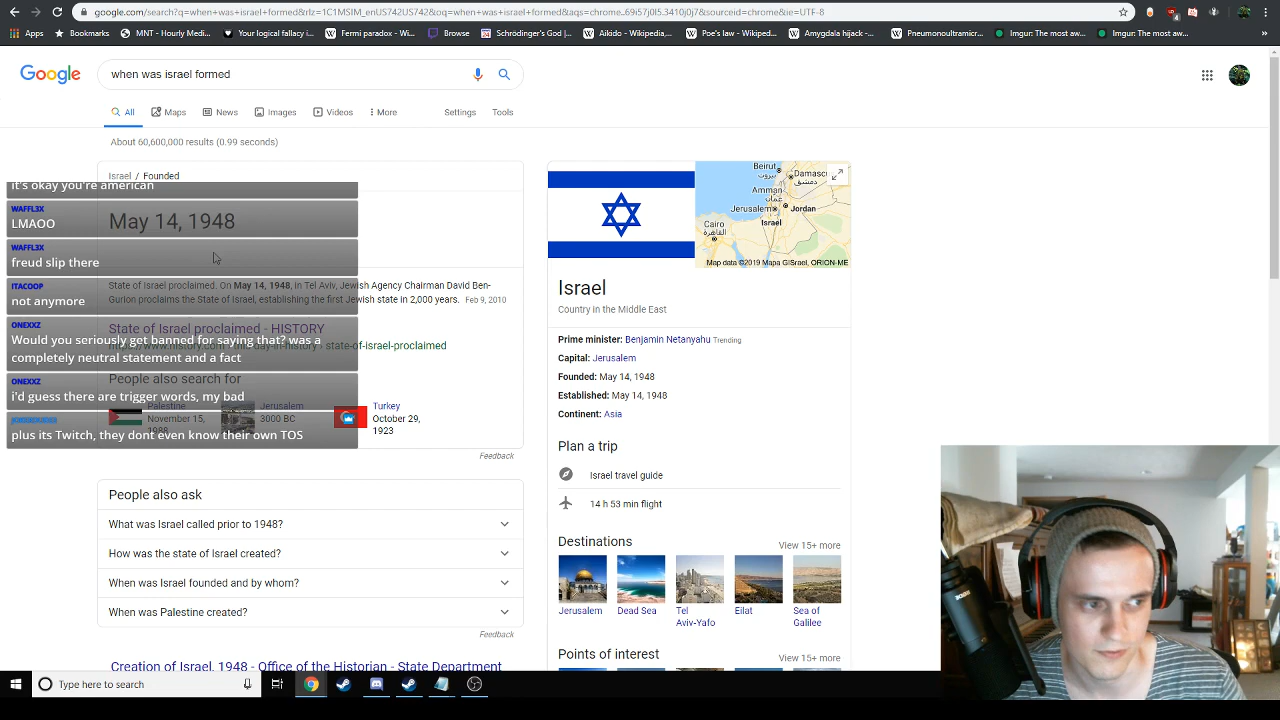 google.com/search?q=when+was+israel+formed&rlz=1C1MSIM_enUS742US742&oq=when+was+israel+formed&aqs=chrome..69i57j0l5.3410j0j7&sourceid=chrome&ie=UTF-8
Apps Bookmarks MNT - Hourly Medi... Your logical fallacy i... Fermi paradox - Wi... Browse Schrödinger's God |... Aikido - Wikipedia,... Poe's law - Wikiped... Amygdala hijack -... Pneumonoultramicr... Imgur: The most aw... Imgur: The most aw...
Google when was israel formed
All Maps News Images Videos More Settings Tools
About 60,600,000 results (0.99 seconds)
Israel / Founded
it's okay you're american
WAFFL3X
LMAOO
May 14, 1948
WAFFL3X
freud slip there
ITACOOP
not anymore
ONEXXZ
Would you seriously get banned for saying that? was a
completely neutral statement and a fact
ONEXXZ
i'd guess there are trigger words, my bad
plus its Twitch, they dont even know their own TOS
State of Israel proclaimed. On May 14, 1948, in Tel Aviv, Jewish Agency Chairman David Ben-
Gurion proclaims the State of Israel, establishing the first Jewish state in 2,000 years. Feb 9, 2010
State of Israel proclaimed - HISTORY
state-of-israel-proclaimed
People also search for
Palestine
November 15,
1988
Jerusalem
3000 BC
Turkey
October 29,
1923
Feedback
People also ask
What was Israel called prior to 1948?
How was the state of Israel created?
When was Israel founded and by whom?
When was Palestine created?
Feedback
Creation of Israel, 1948 - Office of the Historian - State Department
Beirut
بيروت
Damasc
دمشق
Amman
عمان
Jerusalem
Jordan
Cairo
القاهرة
Israel
Map data ©2019 Mapa GISrael, ORION-ME
Israel
Country in the Middle East
Prime minister: Benjamin Netanyahu Trending
Capital: Jerusalem
Founded: May 14, 1948
Established: May 14, 1948
Continent: Asia
Plan a trip
Israel travel guide
14 h 53 min flight
Destinations View 15+ more
Jerusalem
Dead Sea
Tel
Aviv-Yafo
Eilat
Sea of
Galilee
Points of interest View 15+ more
Type here to search